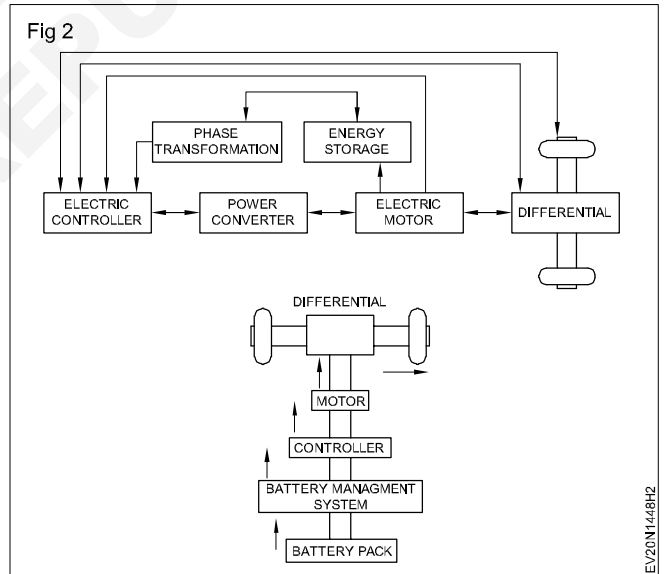 Fig 2
PHASE
TRANSFORMATION
ENERGY
STORAGE
ELECTRIC
CONTROLLER
POWER
CONVERTER
ELECTRIC
MOTOR
DIFFERENTIAL
DIFFERENTIAL
MOTOR
CONTROLLER
BATTERY MANAGMENT
SYSTEM
BATTERY PACK
EV20N1448H2